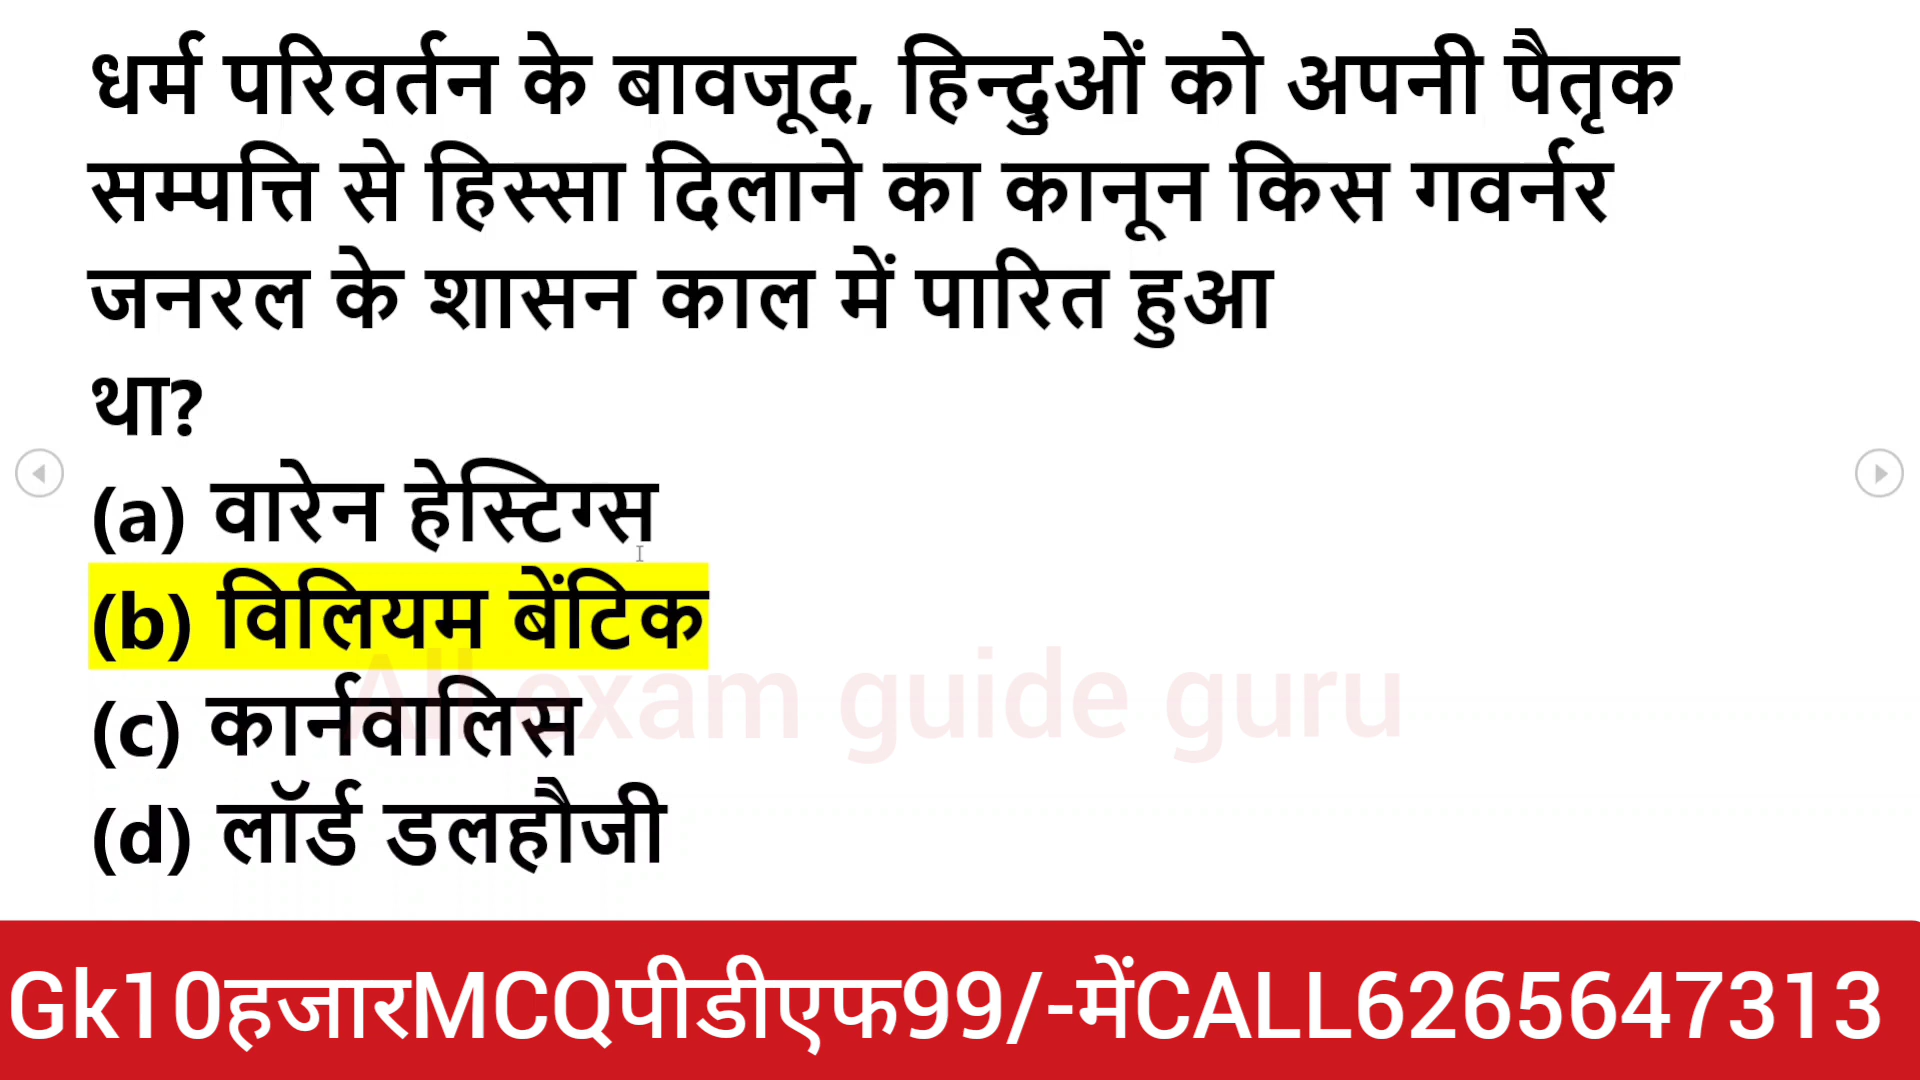 धर्म परिवर्तन के बावजूद, हिन्दुओं को अपनी पैतृक
सम्पत्ति से हिस्सा दिलाने का कानून किस गवर्नर
जनरल के शासन काल में पारित हुआ
था?
(a) वारेन हेस्टिग्स
(b) विलियम बेंटिक
All exam guide guru
(c) कार्नवालिस
(d) लॉर्ड डलहौजी
Gk10हजारMCQपीडीएफ99/-मेंCALL6265647313